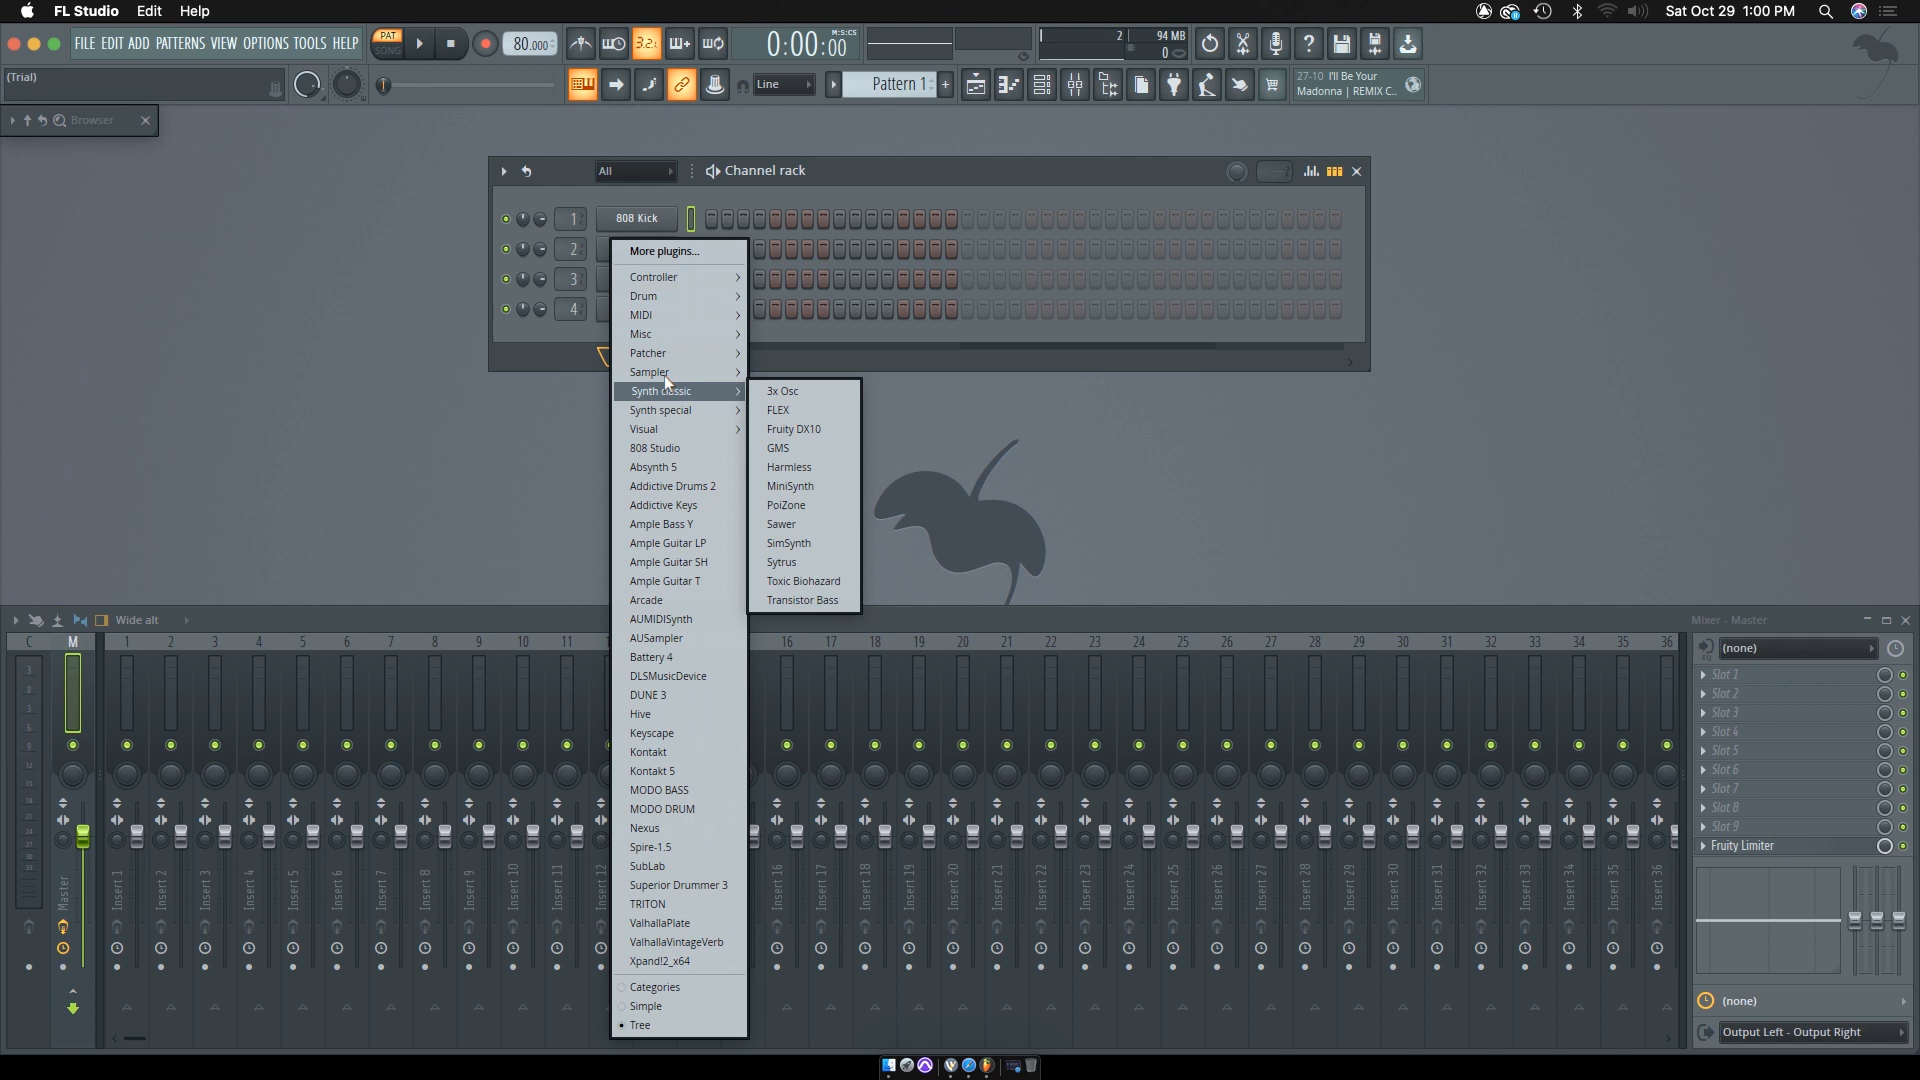 FL Studio Edit Help
Sat Oct 29 1:00 PM
FILE EDIT ADD PATTERNS VIEW OPTIONS TOOLS HELP
PAT
SONG
80.000
3.2.
0:00:00
M:S:CS
2
94 MB
0
?
(Trial)
Line
Pattern 1
+
27-10 I'll Be Your
Madonna | REMIX C..
Browser
All
Channel rack
1
808 Kick
2
3
4
More plugins...
Controller
Drum
MIDI
Misc
Patcher
Sampler
Synth classic
Synth special
Visual
808 Studio
Absynth 5
Addictive Drums 2
Addictive Keys
Ample Bass Y
Ample Guitar LP
Ample Guitar SH
Ample Guitar T
Arcade
AUMIDISynth
AUSampler
Battery 4
DLSMusicDevice
DUNE 3
Hive
Keyscape
Kontakt
Kontakt 5
MODO BASS
MODO DRUM
Nexus
Spire-1.5
SubLab
Superior Drummer 3
TRITON
ValhallaPlate
ValhallaVintageVerb
Xpand!2_x64
Categories
Simple
Tree
3x Osc
FLEX
Fruity DX10
GMS
Harmless
MiniSynth
PoiZone
Sawer
SimSynth
Sytrus
Toxic Biohazard
Transistor Bass
Wide alt
C M 1 2 3 4 5 6 7 8 9 10 11 16 17 18 19 20 21 22 23 24 25 26 27 28 29 30 31 32 33 34 35 36
Master
Insert 1
Insert 2
Insert 3
Insert 4
Insert 5
Insert 6
Insert 7
Insert 8
Insert 9
Insert 10
Insert 11
Insert 12
Insert 16
Insert 17
Insert 18
Insert 19
Insert 20
Insert 21
Insert 22
Insert 23
Insert 24
Insert 25
Insert 26
Insert 27
Insert 28
Insert 29
Insert 30
Insert 31
Insert 32
Insert 33
Insert 34
Insert 35
Insert 36
Mixer - Master
(none)
Slot 1
Slot 2
Slot 3
Slot 4
Slot 5
Slot 6
Slot 7
Slot 8
Slot 9
Fruity Limiter
(none)
Output Left - Output Right